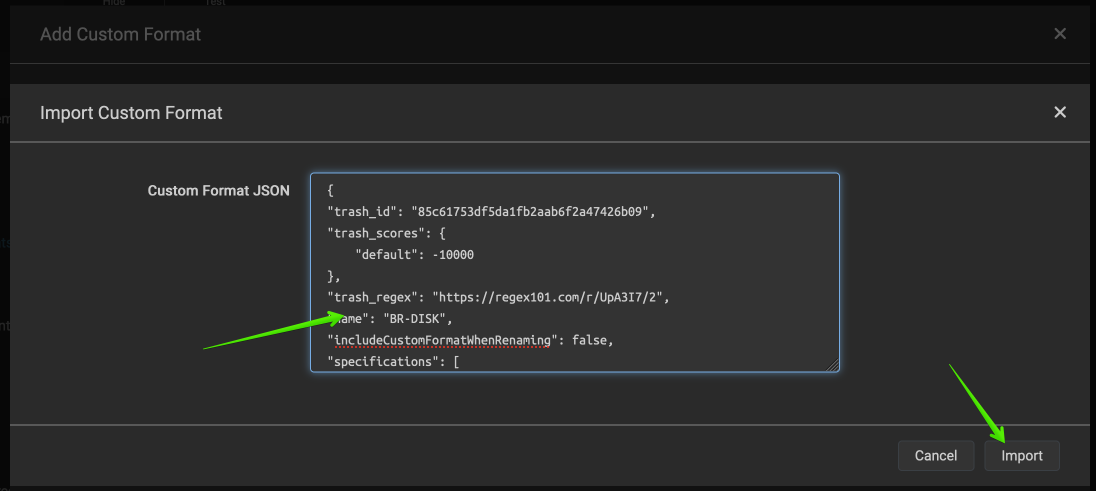 Hide Test
Add Custom Format
Import Custom Format
Custom Format JSON
{
"trash_id": "85c61753df5da1fb2aab6f2a47426b09",
"trash_scores": {
"default": -10000
},
"trash_regex": "https://regex101.com/r/UpA3I7/2",
ame": "BR-DISK",
"includeCustomFormatWhenRenaming": false,
"specifications": [
Cancel Import